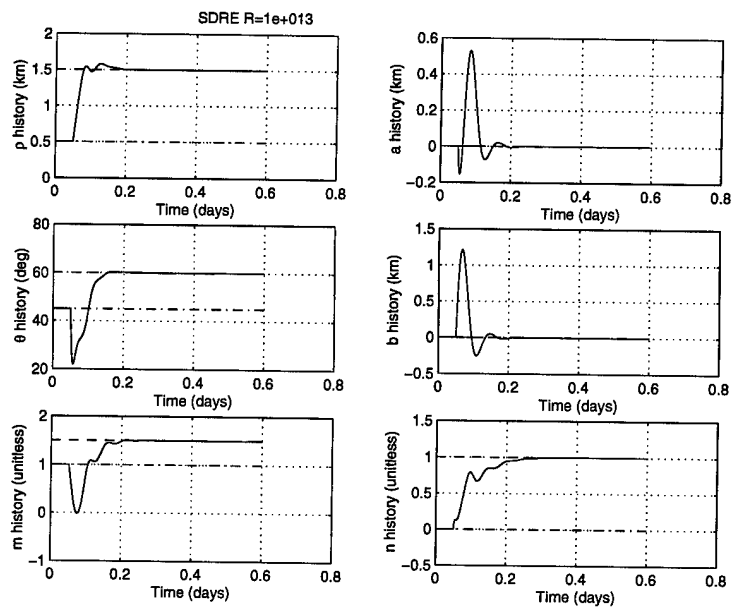 SDRE R=1e+013
2
1.5
1
0.5
0
ρ history (km)
0 0.2 0.4 0.6 0.8
Time (days)
0.6
0.4
0.2
0
−0.2
a history (km)
0 0.2 0.4 0.6 0.8
Time (days)
80
60
40
20
θ history (deg)
0 0.2 0.4 0.6 0.8
Time (days)
1.5
1
0.5
0
−0.5
b history (km)
0 0.2 0.4 0.6 0.8
Time (days)
2
1
0
−1
m history (unitless)
0 0.2 0.4 0.6 0.8
Time (days)
1.5
1
0.5
0
−0.5
n history (unitless)
0 0.2 0.4 0.6 0.8
Time (days)